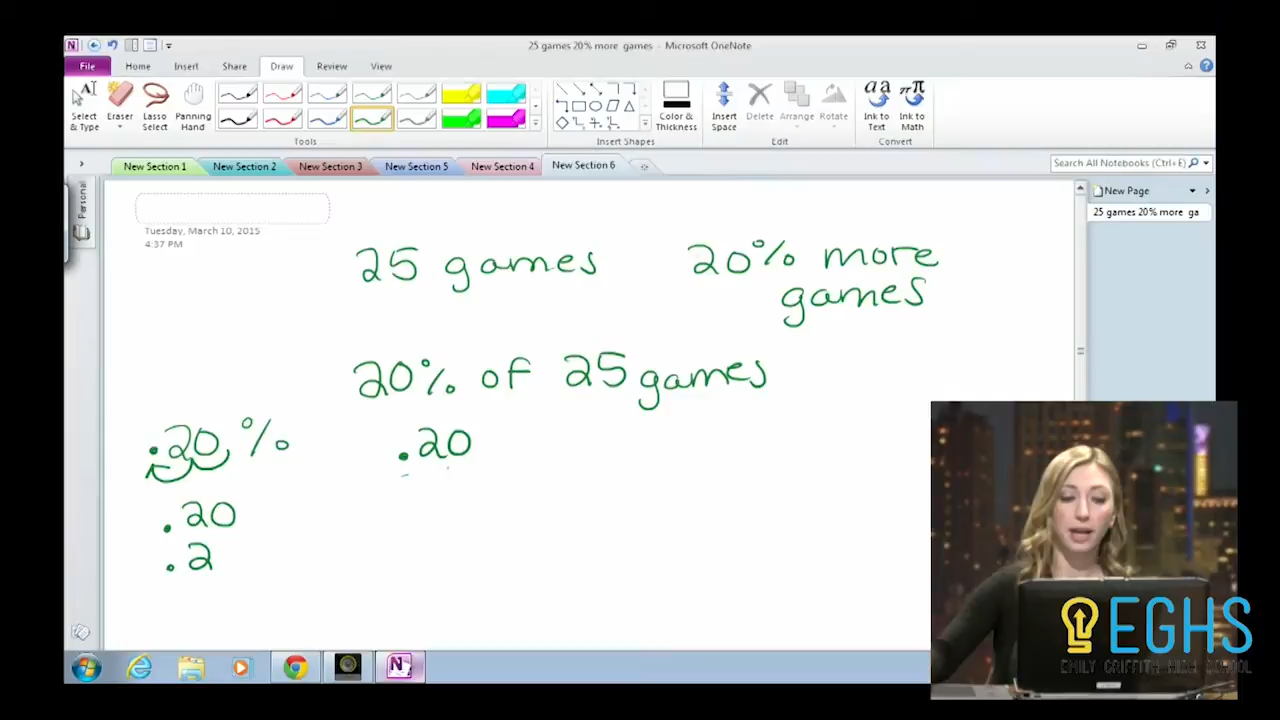 25 games 20% more games - Microsoft OneNote
File Home Insert Share Draw Review View
Select & Type Eraser Lasso Select Panning Hand Color & Thickness Insert Space Delete Arrange Rotate Ink to Text Ink to Math
Tools Insert Shapes Edit Convert
New Section 1 New Section 2 New Section 3 New Section 5 New Section 4 New Section 6 Search All Notebooks (Ctrl+E)
Personal
New Page
25 games 20% more ga
Tuesday, March 10, 2015
4:37 PM
25 games 20% more
games
20% of 25 games
.20% .20
.20
.2
EGHS
EMILY GRIFFITH HIGH SCHOOL